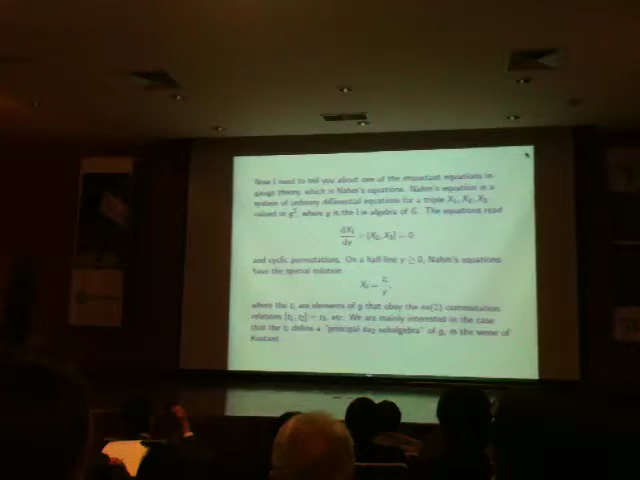 Now I need to tell you about one of the important equations in
gauge theory, which is Nahm's equations. Nahm's equation is a
system of ordinary differential equations for a triple X₁, X₂, X₃
valued in g³, where g is the Lie algebra of G. The equations read
dX₁/dy + [X₂, X₃] = 0
and cyclic permutations. On a half-line y ≥ 0, Nahm's equations
have the special solution
Xᵢ = tᵢ/y,
where the tᵢ are elements of g that obey the su(2) commutation
relations [t₁, t₂] = t₃, etc. We are mainly interested in the case
that the tᵢ define a "principal su₂ subalgebra" of g, in the sense of
Kostant.